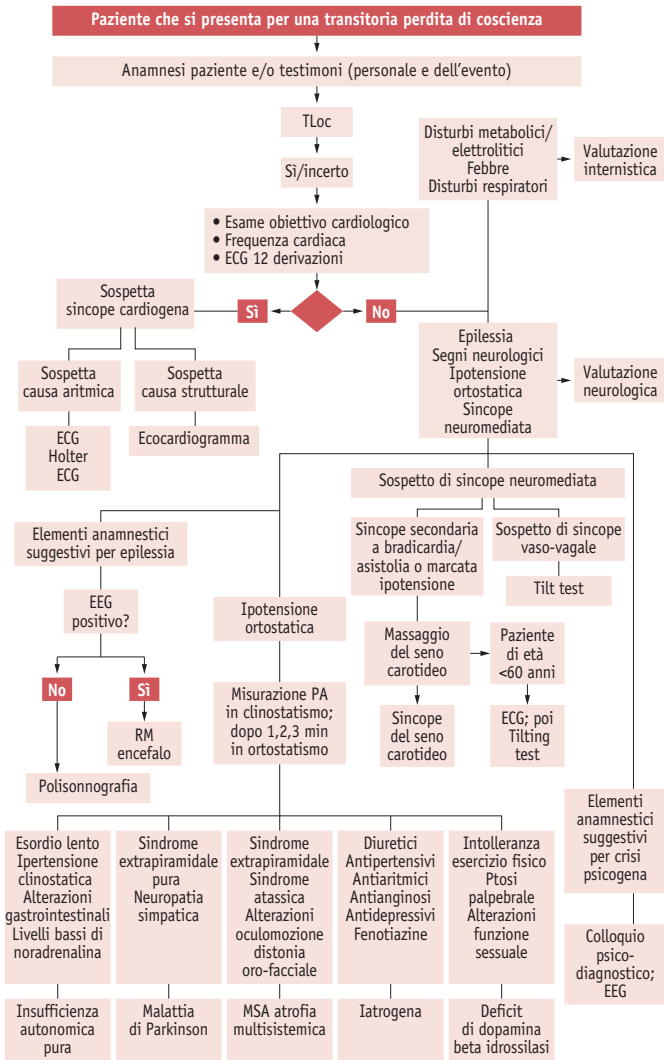 Paziente che si presenta per una transitoria perdita di coscienza
Anamnesi paziente e/o testimoni (personale e dell'evento)
TLoc
Sì/incerto
• Esame obiettivo cardiologico
• Frequenza cardiaca
• ECG 12 derivazioni
Disturbi metabolici/
elettrolitici
Febbre
Disturbi respiratori
Valutazione
internistica
Sospetta
sincope cardiogena
Sì
No
Sospetta
causa aritmica
Sospetta
causa strutturale
ECG
Holter
ECG
Ecocardiogramma
Epilessia
Segni neurologici
Ipotensione
ortostatica
Sincope
neuromediata
Valutazione
neurologica
Sospetto di sincope neuromediata
Elementi anamnestici
suggestivi per epilessia
EEG
positivo?
No
Sì
RM
encefalo
Polisonnografia
Ipotensione
ortostatica
Misurazione PA
in clinostatismo;
dopo 1,2,3 min
in ortostatismo
Sincope secondaria
a bradicardia/
asistolia o marcata
ipotensione
Sospetto di sincope
vaso-vagale
Tilt test
Massaggio
del seno
carotideo
Paziente
di età
<60 anni
Sincope
del seno
carotideo
ECG; poi
Tilting
test
Elementi
anamnestici
suggestivi
per crisi
psicogena
Colloquio
psico-
diagnostico;
EEG
Esordio lento
Ipertensione
clinostatica
Alterazioni
gastrointestinali
Livelli bassi di
noradrenalina
Sindrome
extrapiramidale
pura
Neuropatia
simpatica
Sindrome
extrapiramidale
Sindrome
atassica
Alterazioni
oculomozione
distonia
oro-facciale
Diuretici
Antipertensivi
Antiaritmici
Antianginosi
Antidepressivi
Fenotiazine
Intolleranza
esercizio fisico
Ptosi
palpebrale
Alterazioni
funzione
sessuale
Insufficienza
autonomica
pura
Malattia
di Parkinson
MSA atrofia
multisistemica
Iatrogena
Deficit
di dopamina
beta idrossilasi